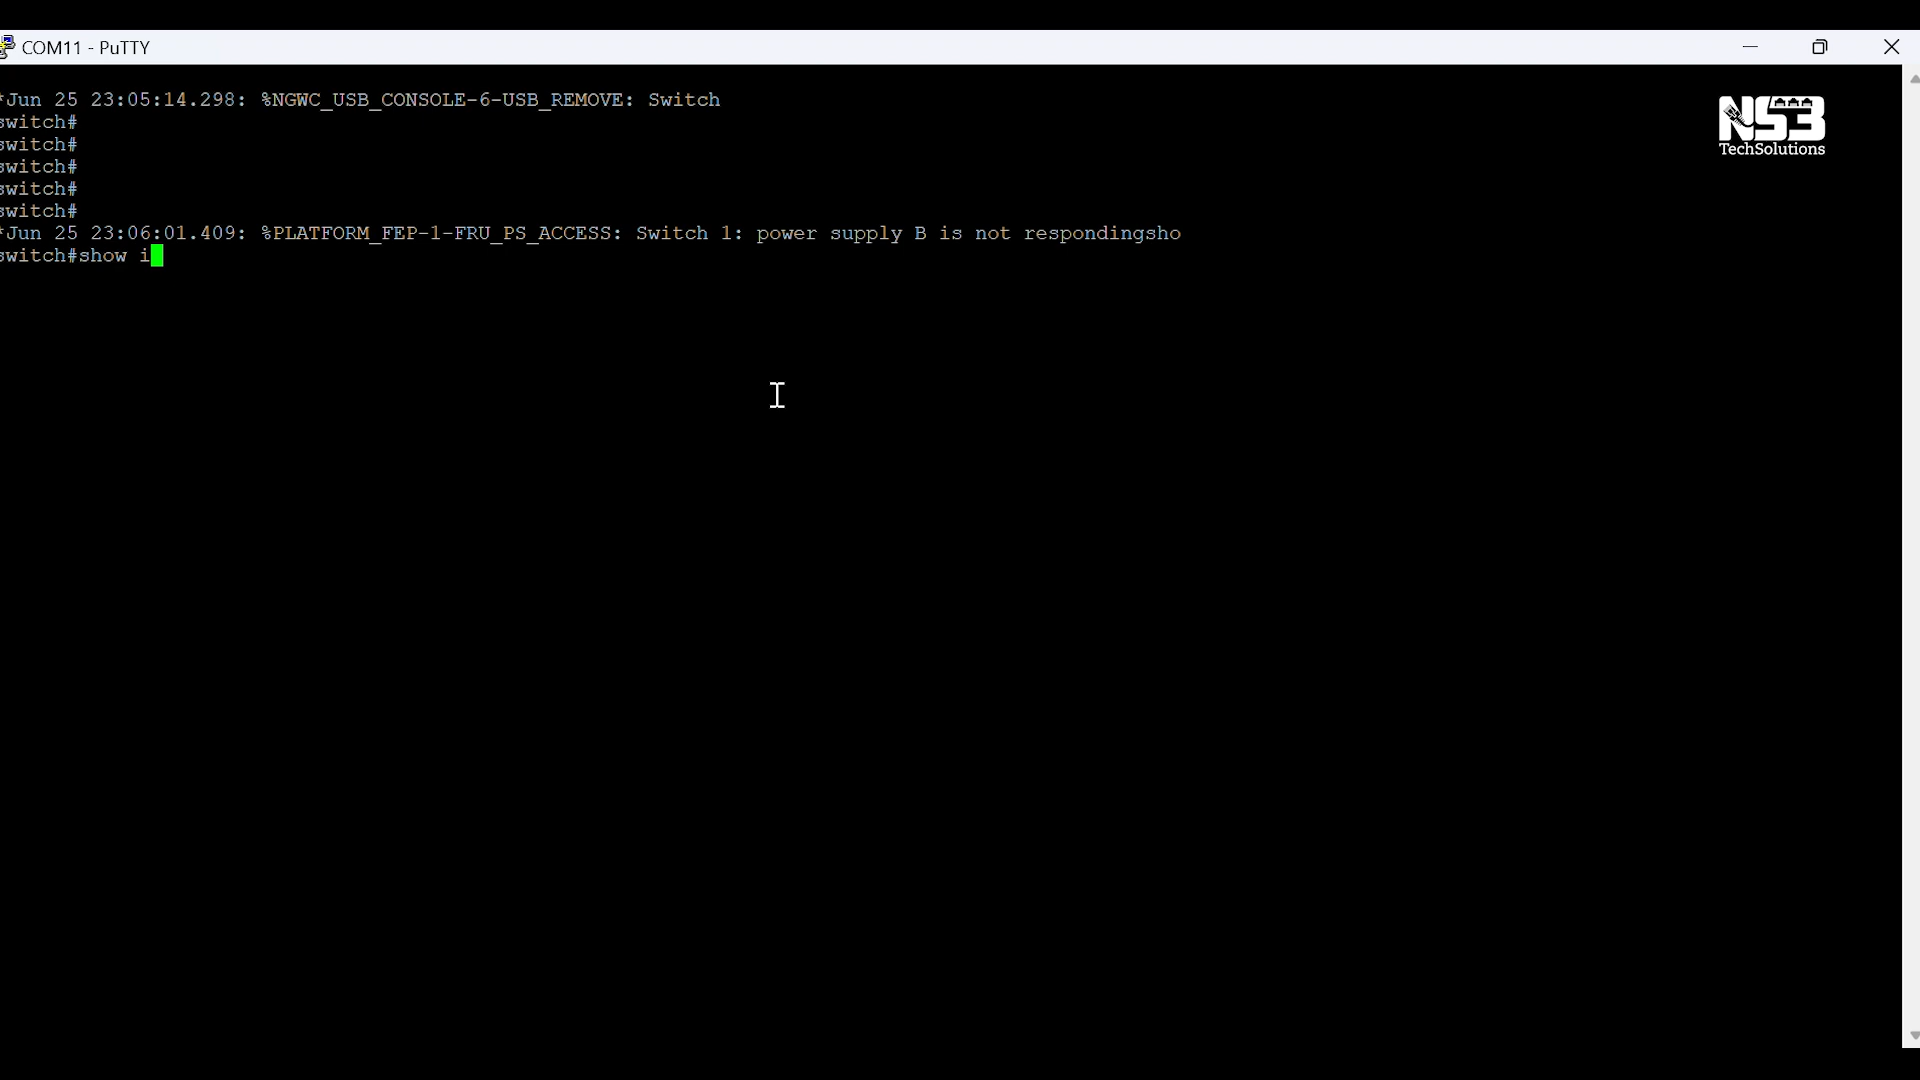 COM11 - PuTTY
*Jun 25 23:05:14.298: %NGWC_USB_CONSOLE-6-USB_REMOVE: Switch
switch#
switch#
switch#
switch#
switch#
*Jun 25 23:06:01.409: %PLATFORM_FEP-1-FRU_PS_ACCESS: Switch 1: power supply B is not respondingsho
switch#show i
NS3
TechSolutions